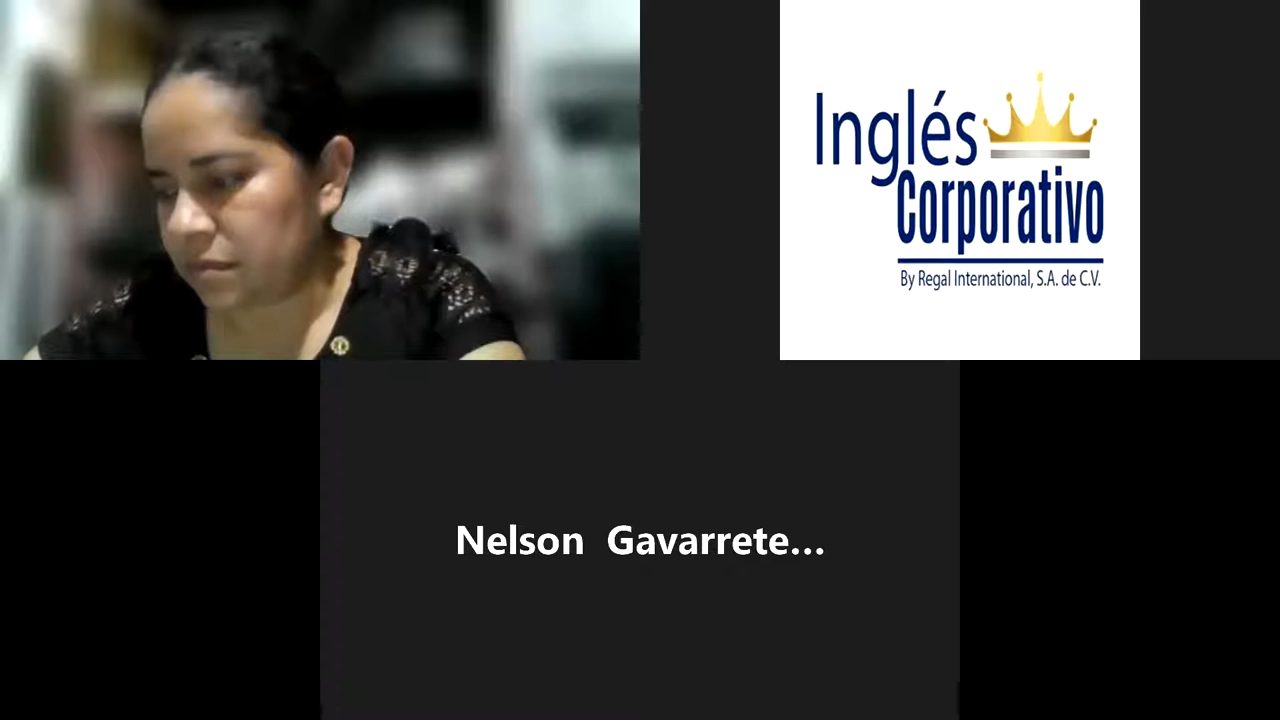 Inglés
Corporativo
By Regal International, S.A. de C.V.
Nelson Gavarrete...